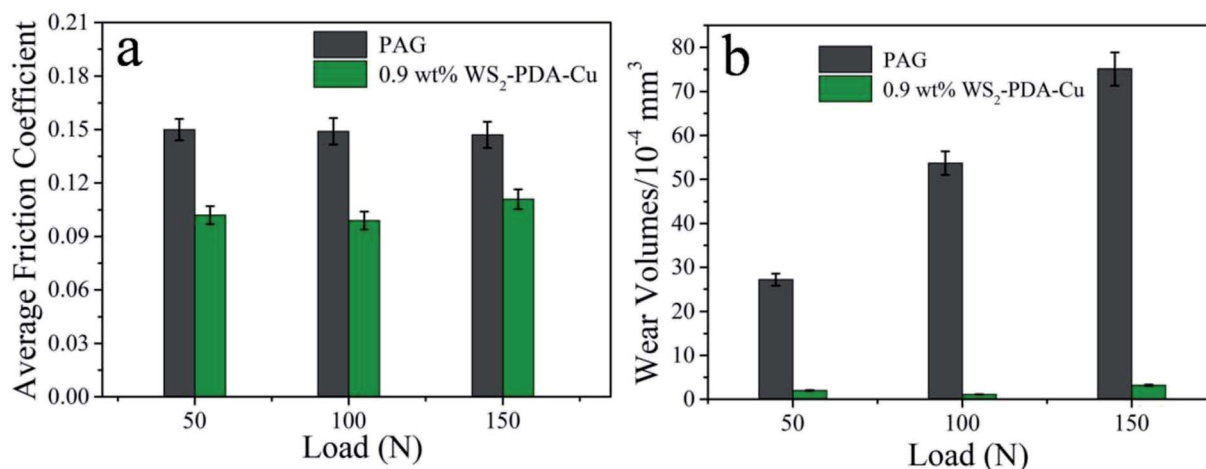 a
PAG
0.9 wt% WS₂-PDA-Cu
Average Friction Coefficient
0.21
0.18
0.15
0.12
0.09
0.06
0.03
0.00
50
100
150
Load (N)
b
PAG
0.9 wt% WS₂-PDA-Cu
Wear Volumes/10⁻⁴ mm³
80
70
60
50
40
30
20
10
0
50
100
150
Load (N)